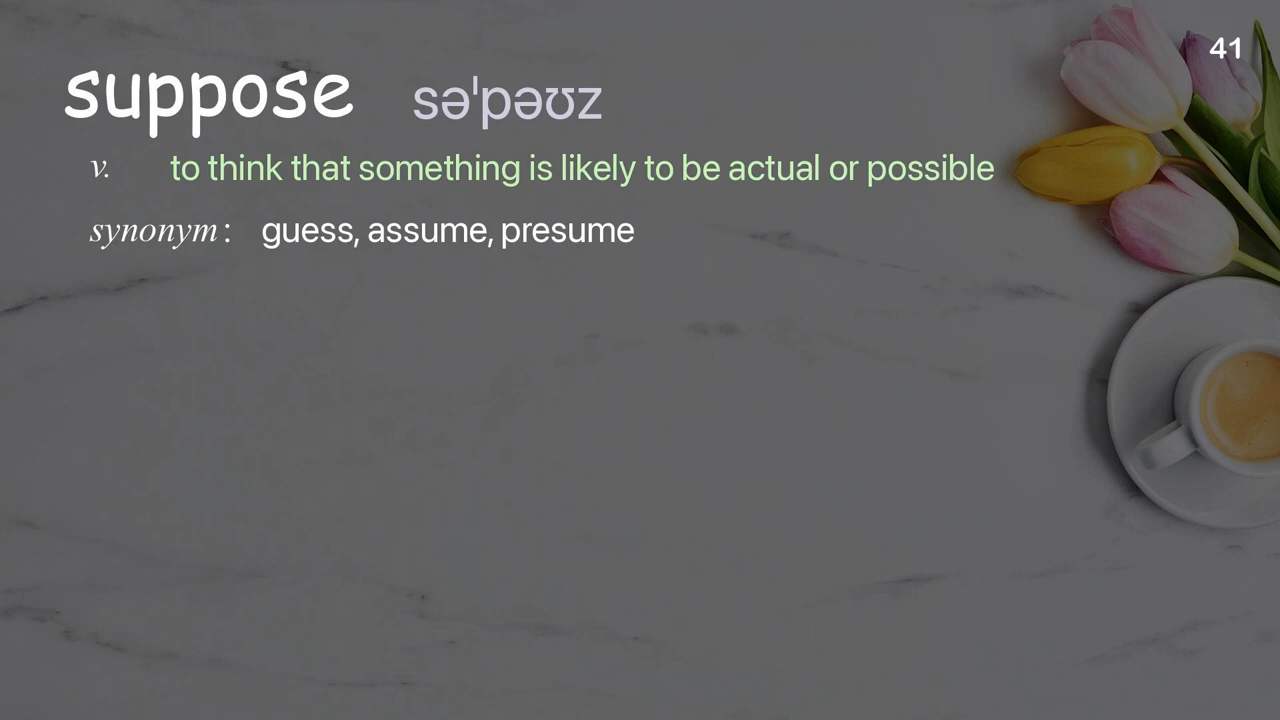 41
suppose səˈpəʊz
v. to think that something is likely to be actual or possible
synonym : guess, assume, presume